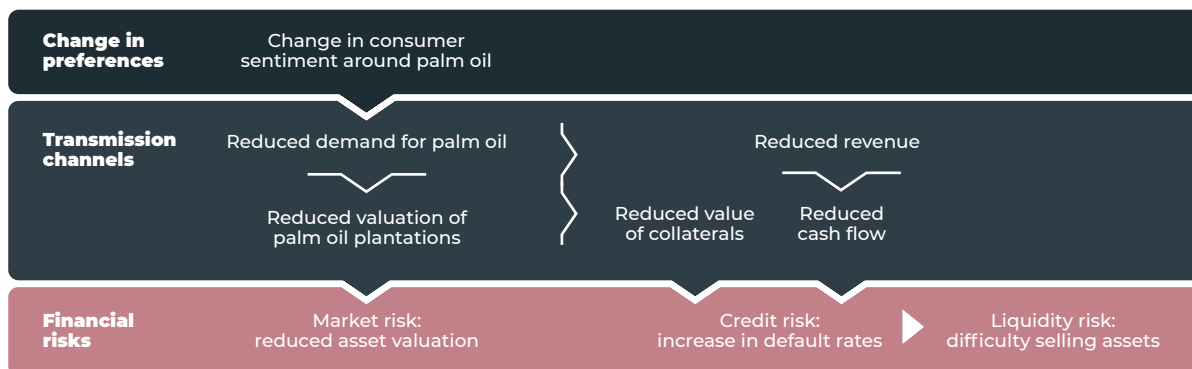 Change in
preferences
Change in consumer
sentiment around palm oil
Transmission
channels
Reduced demand for palm oil
Reduced valuation of
palm oil plantations
Reduced revenue
Reduced value
of collaterals
Reduced
cash flow
Financial
risks
Market risk:
reduced asset valuation
Credit risk:
increase in default rates
Liquidity risk:
difficulty selling assets